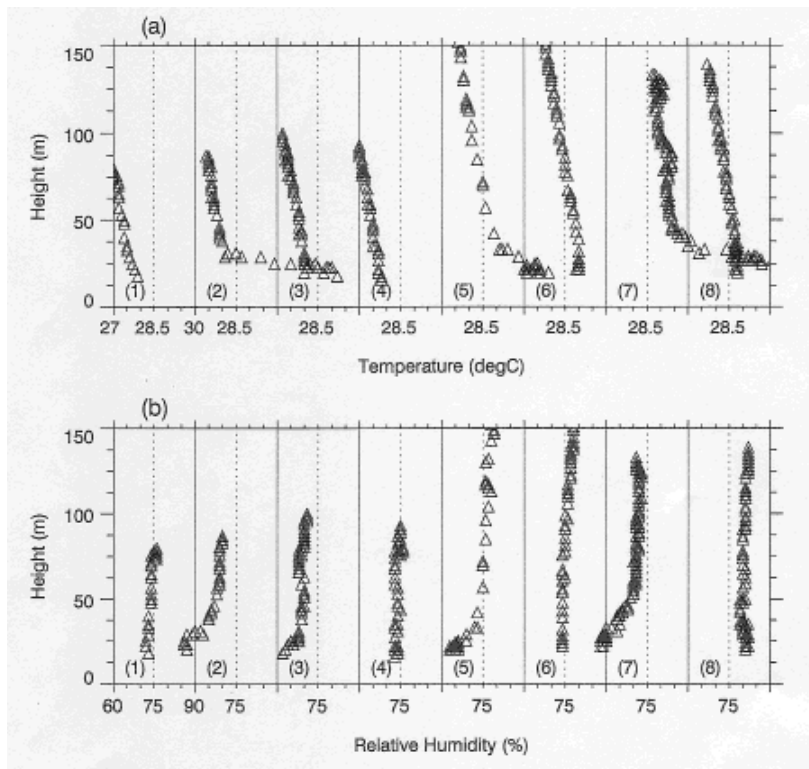 (a)
150
100
50
0
Height (m)
(1) (2) (3) (4) (5) (6) (7) (8)
27 28.5 30 28.5 28.5 28.5 28.5 28.5 28.5 28.5
Temperature (degC)
(b)
150
100
50
0
Height (m)
(1) (2) (3) (4) (5) (6) (7) (8)
60 75 90 75 75 75 75 75 75 75
Relative Humidity (%)